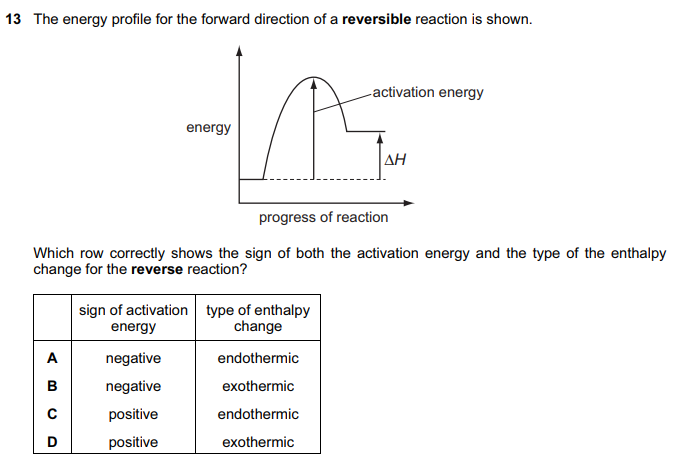 13 The energy profile for the forward direction of a reversible reaction is shown.
activation energy
energy
ΔH
progress of reaction
Which row correctly shows the sign of both the activation energy and the type of the enthalpy
change for the reverse reaction?
sign of activation energy type of enthalpy change
A negative endothermic
B negative exothermic
C positive endothermic
D positive exothermic